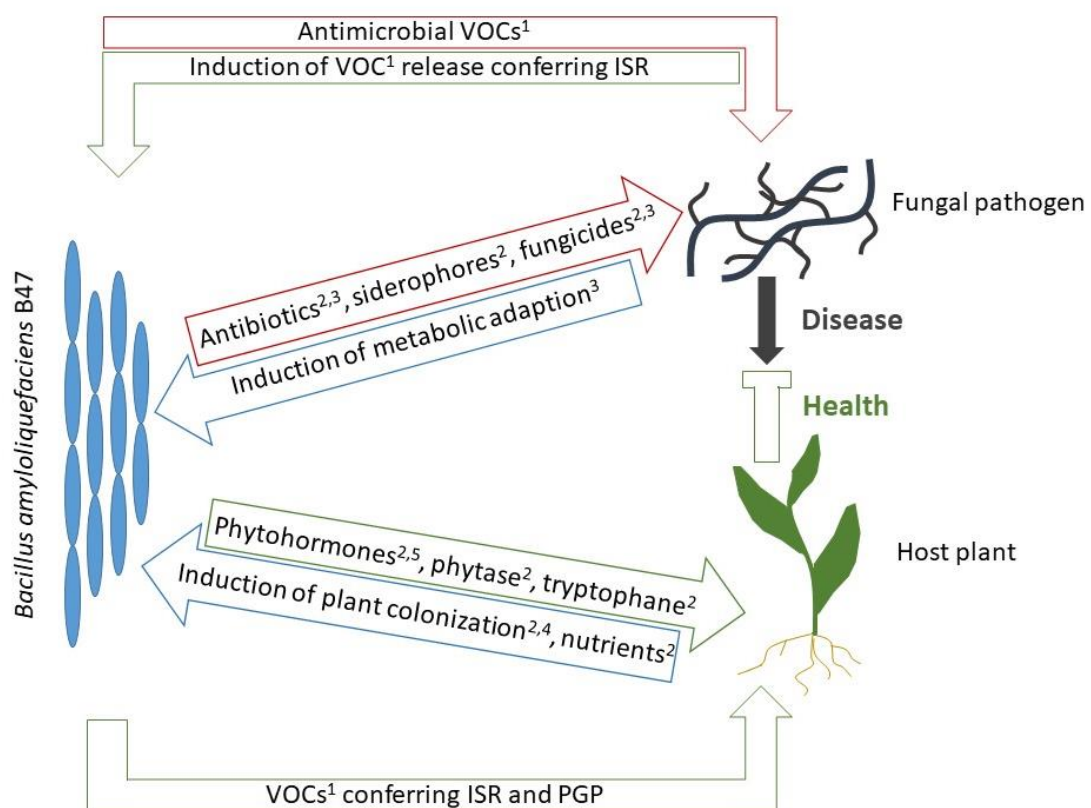 Antimicrobial VOCs¹
Induction of VOC¹ release conferring ISR
Fungal pathogen
Antibiotics²,³, siderophores², fungicides²,³
Induction of metabolic adaption³
Disease
Health
Bacillus amyloliquefaciens B47
Phytohormones²,⁵, phytase², tryptophane²
Host plant
Induction of plant colonization²,⁴, nutrients²
VOCs¹ conferring ISR and PGP